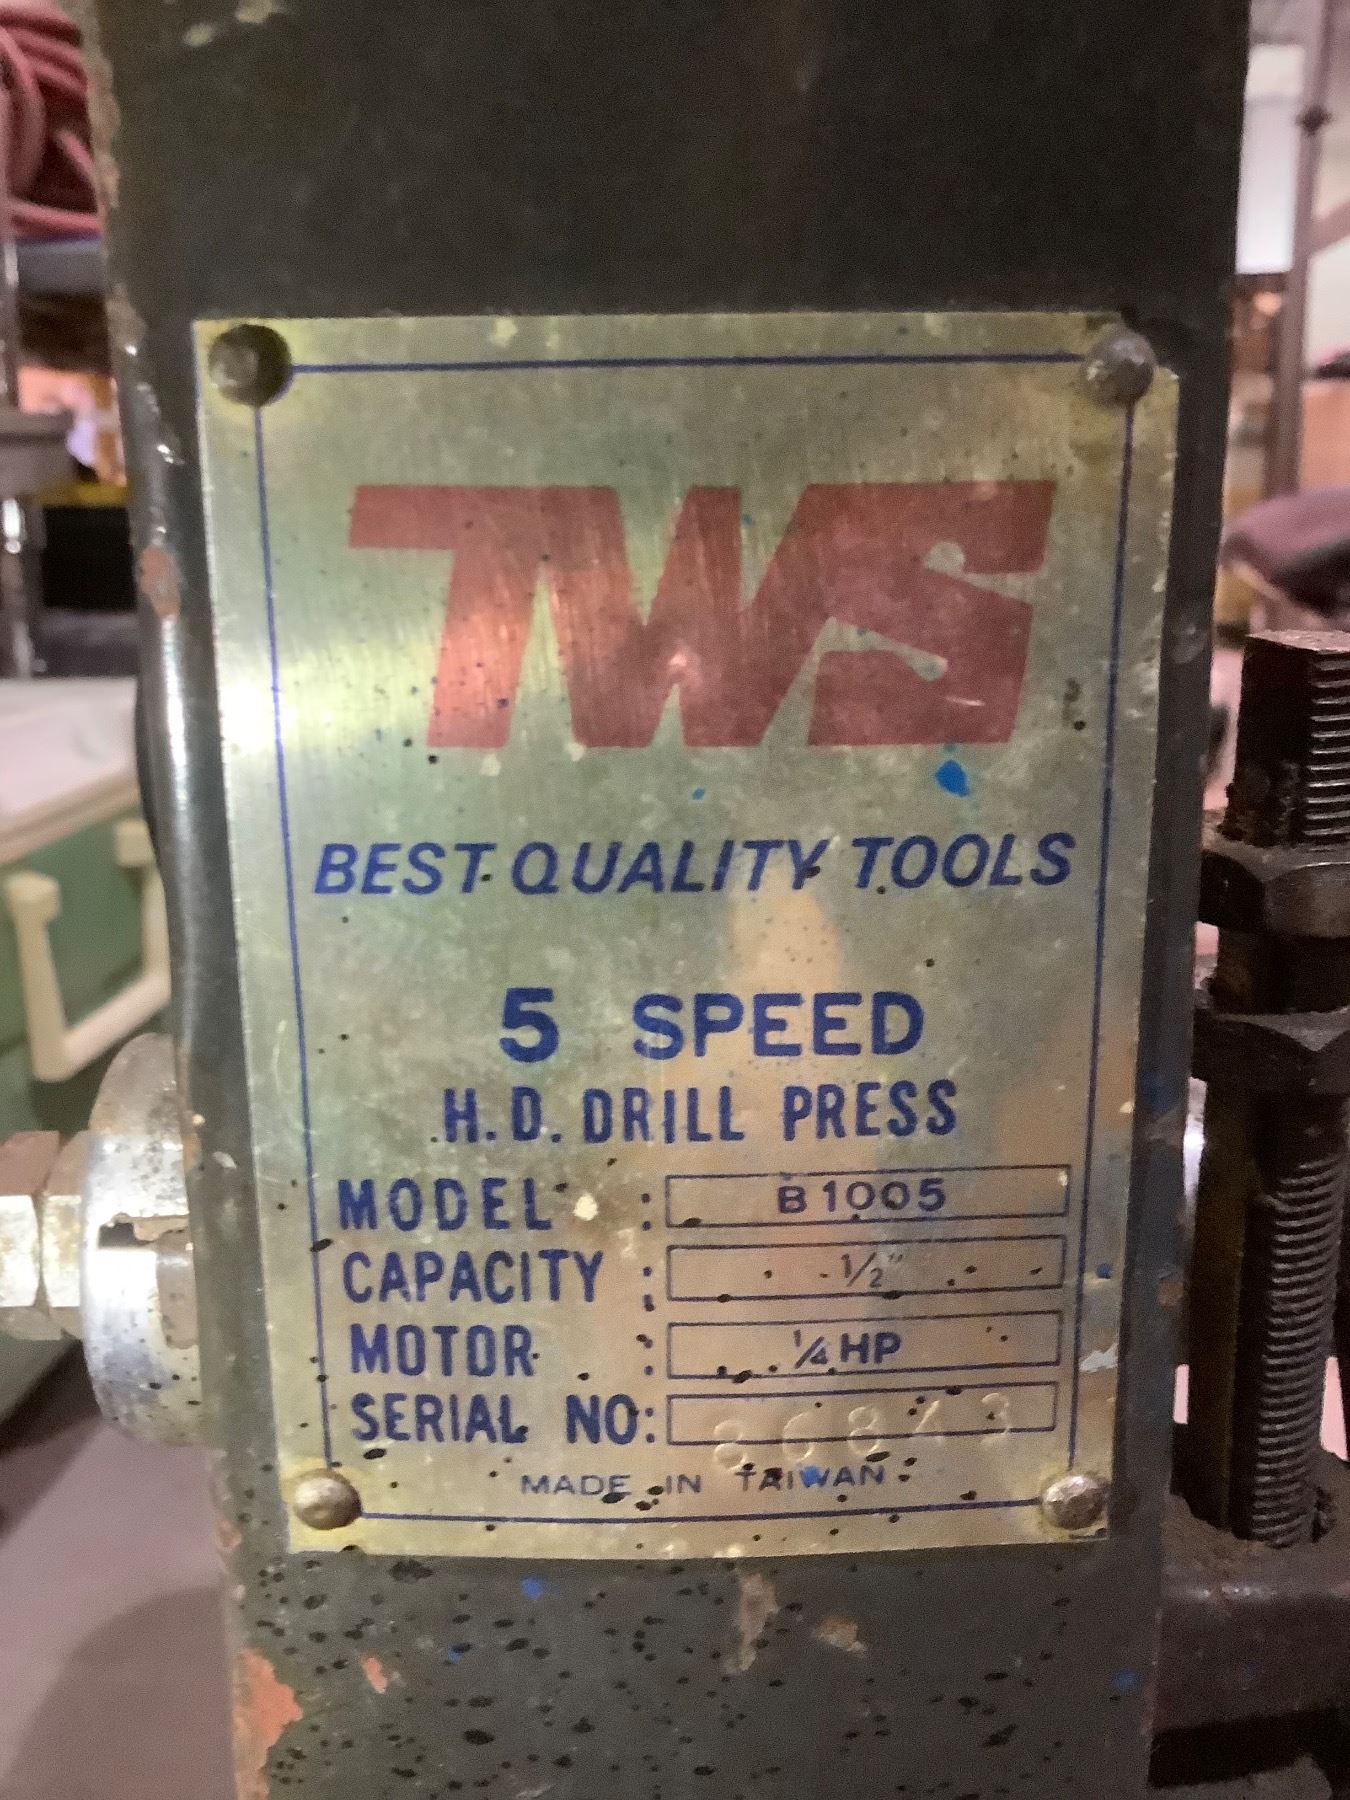 TWS
BEST QUALITY TOOLS
5 SPEED
H.D. DRILL PRESS
MODEL : B1005
CAPACITY : 1/2"
MOTOR : 1/4 HP
SERIAL NO: 86843
MADE IN TAIWAN